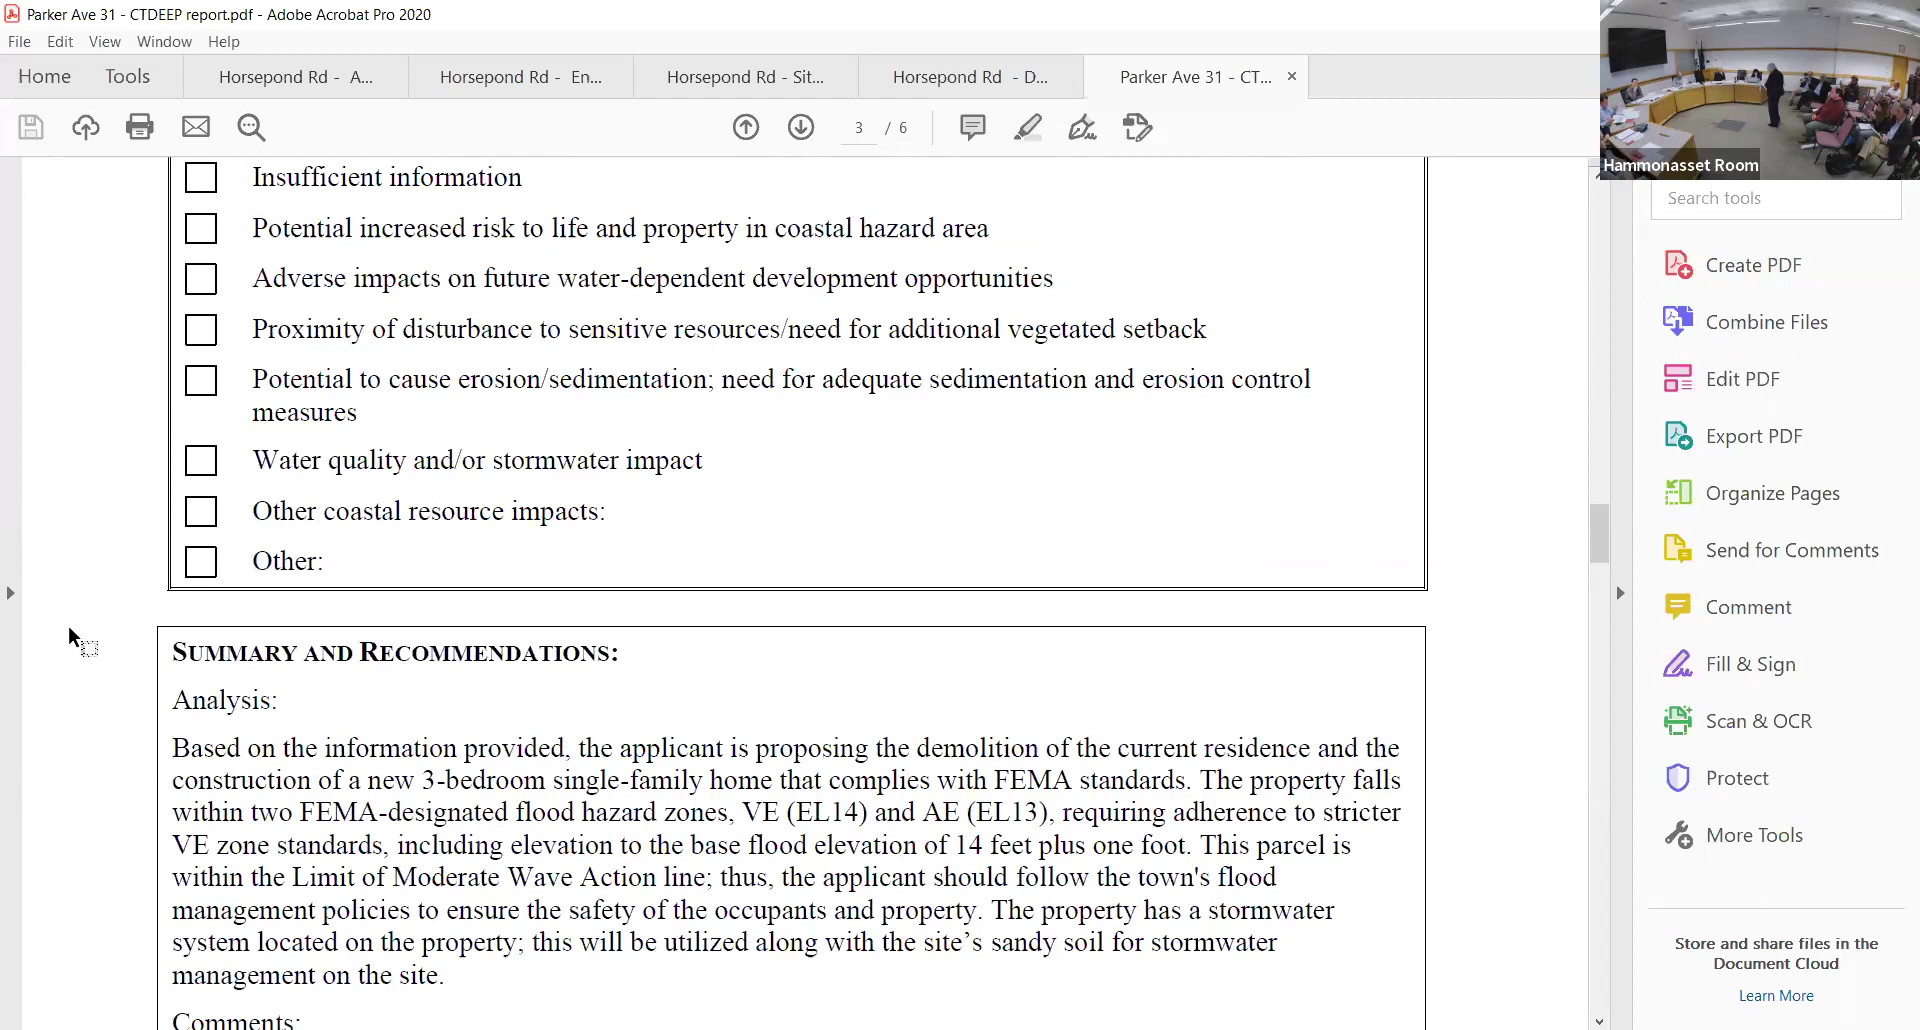 Parker Ave 31 - CTDEEP report.pdf - Adobe Acrobat Pro 2020
File Edit View Window Help
Home Tools Horsepond Rd - A... Horsepond Rd - En... Horsepond Rd - Sit... Horsepond Rd - D... Parker Ave 31 - CT... ×
3 / 6
Hammonasset Room
Insufficient information
Potential increased risk to life and property in coastal hazard area
Adverse impacts on future water-dependent development opportunities
Proximity of disturbance to sensitive resources/need for additional vegetated setback
Potential to cause erosion/sedimentation; need for adequate sedimentation and erosion control
measures
Water quality and/or stormwater impact
Other coastal resource impacts:
Other:
SUMMARY AND RECOMMENDATIONS:
Analysis:
Based on the information provided, the applicant is proposing the demolition of the current residence and the
construction of a new 3-bedroom single-family home that complies with FEMA standards. The property falls
within two FEMA-designated flood hazard zones, VE (EL14) and AE (EL13), requiring adherence to stricter
VE zone standards, including elevation to the base flood elevation of 14 feet plus one foot. This parcel is
within the Limit of Moderate Wave Action line; thus, the applicant should follow the town's flood
management policies to ensure the safety of the occupants and property. The property has a stormwater
system located on the property; this will be utilized along with the site’s sandy soil for stormwater
management on the site.
Comments:
Search tools
Create PDF
Combine Files
Edit PDF
Export PDF
Organize Pages
Send for Comments
Comment
Fill & Sign
Scan & OCR
Protect
More Tools
Store and share files in the
Document Cloud
Learn More